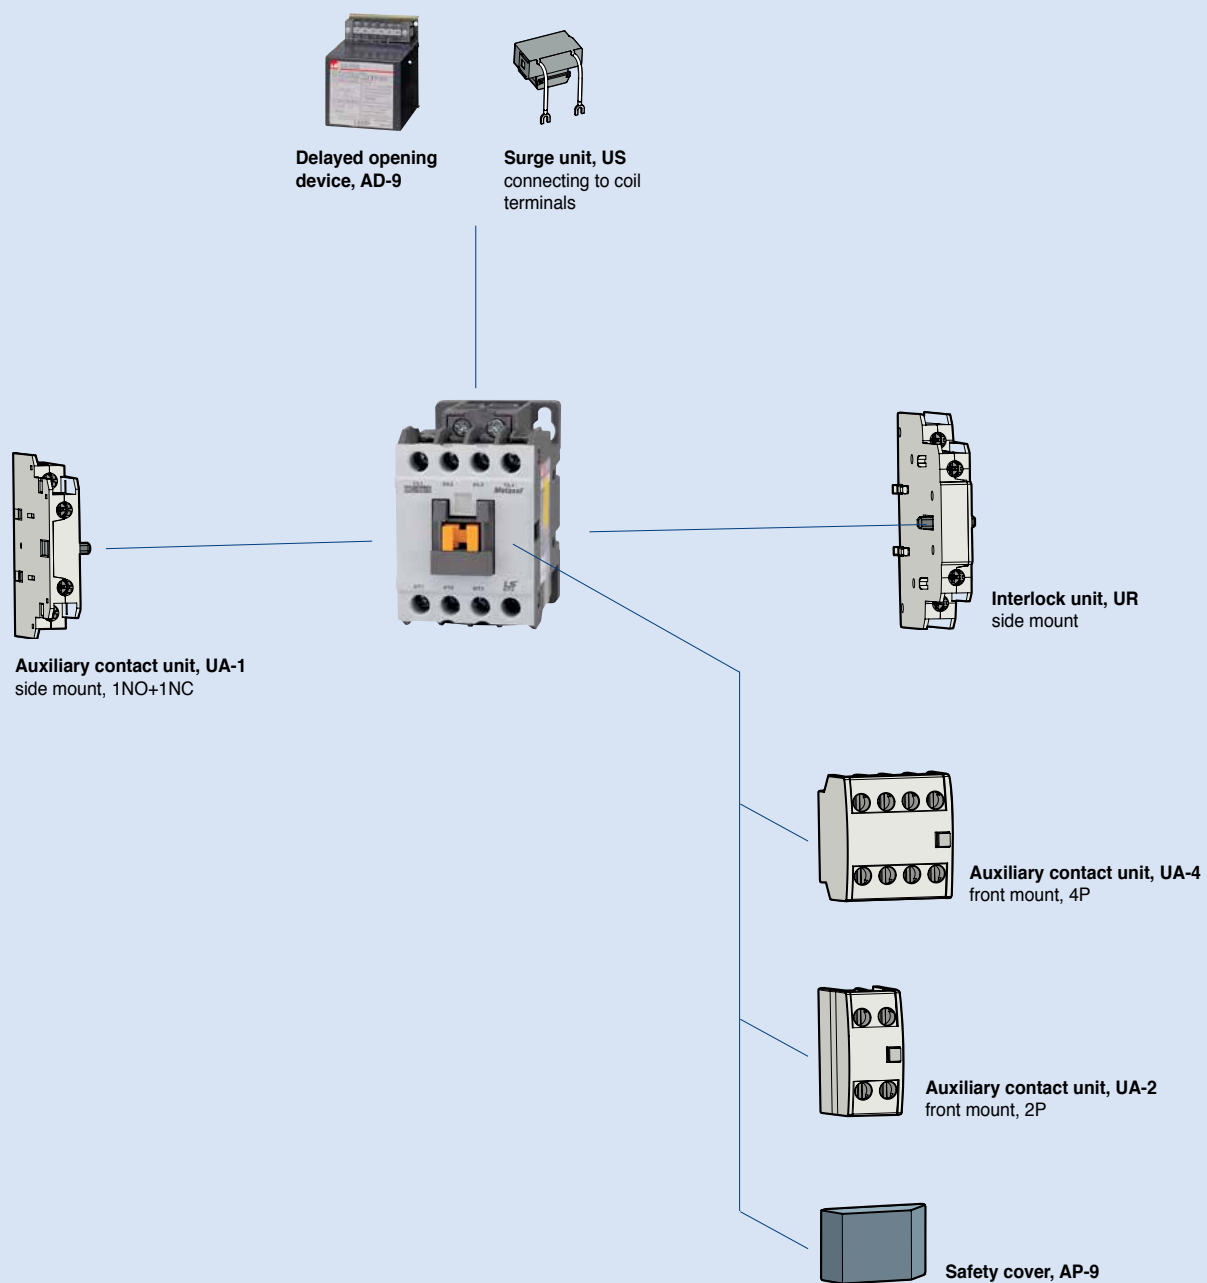 Delayed opening
device, AD-9
Surge unit, US
connecting to coil
terminals
Metasol
LS
Interlock unit, UR
side mount
Auxiliary contact unit, UA-1
side mount, 1NO+1NC
Auxiliary contact unit, UA-4
front mount, 4P
Auxiliary contact unit, UA-2
front mount, 2P
Safety cover, AP-9